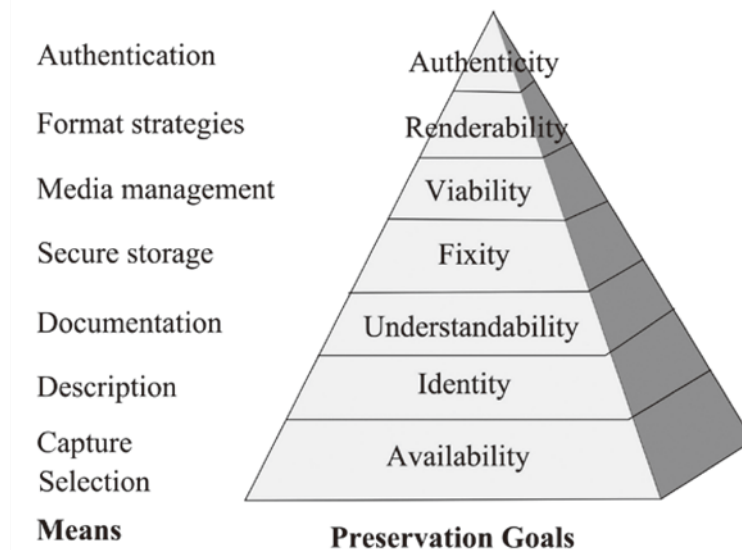 Authentication
Authenticity
Format strategies
Renderability
Media management
Viability
Secure storage
Fixity
Documentation
Understandability
Description
Identity
Capture
Selection
Availability
Means
Preservation Goals